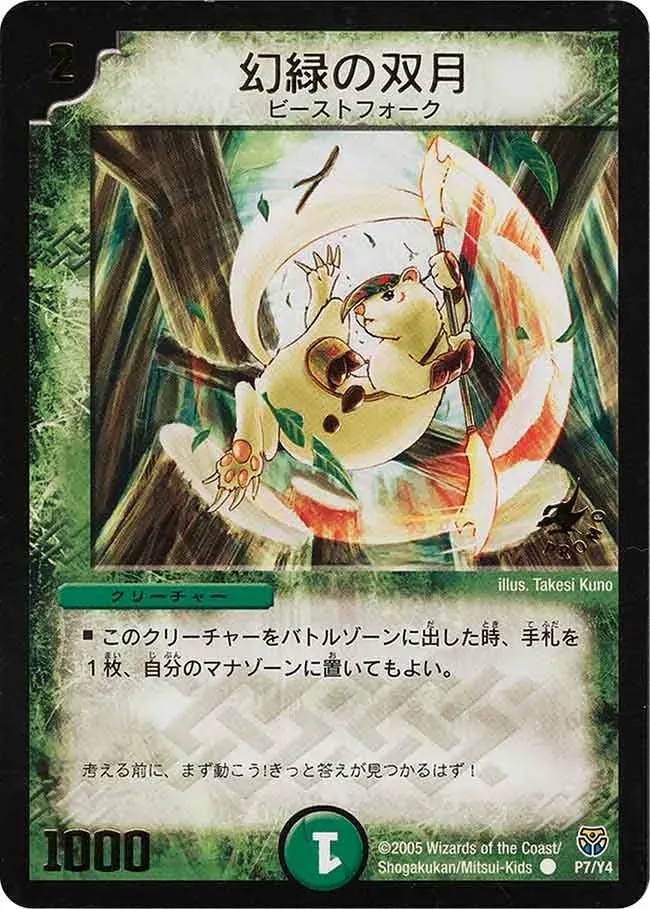 2
幻緑の双月
ビーストフォーク
PROMO
illus. Takesi Kuno
クリーチャー
■ このクリーチャーをバトルゾーンに出した時、手札を
1枚、自分のマナゾーンに置いてもよい。
考える前に、まず動こう!きっと答えが見つかるはず!
1000
1
©2005 Wizards of the Coast/
Shogakukan/Mitsui-Kids
P7/Y4